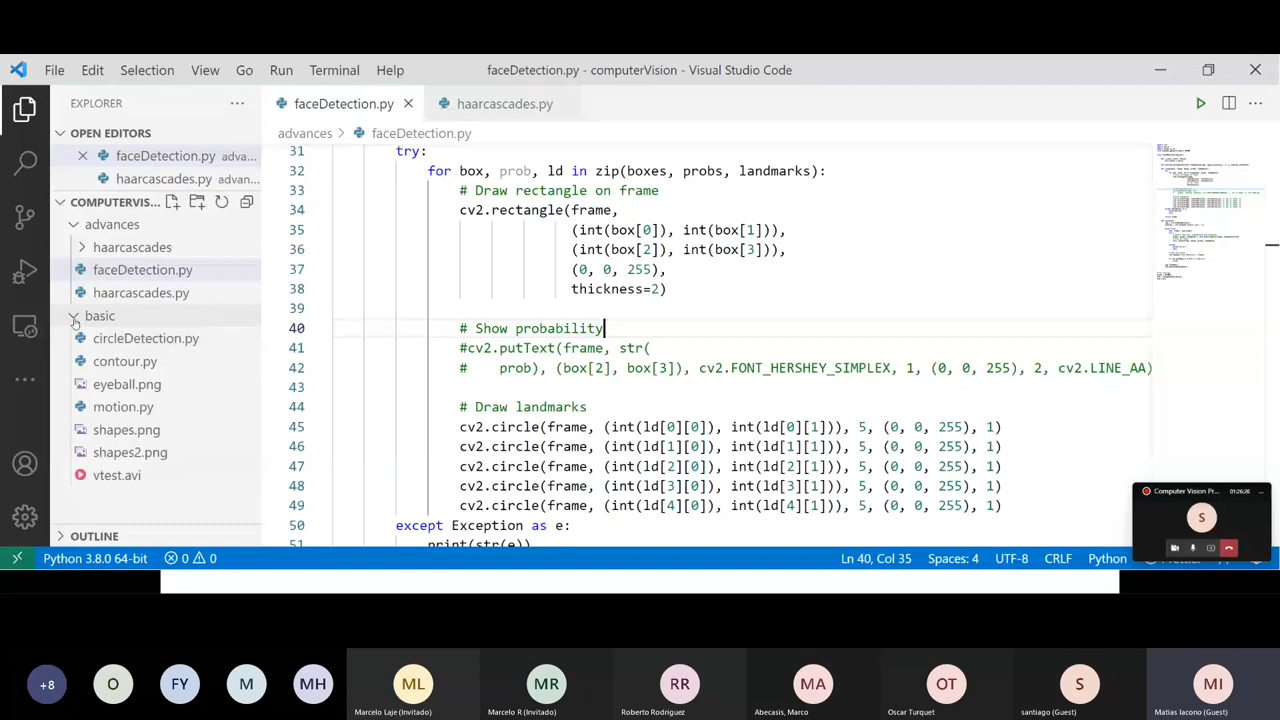 File Edit Selection View Go Run Terminal Help
faceDetection.py - computerVision - Visual Studio Code
EXPLORER
OPEN EDITORS
faceDetection.py adva...
haarcascades.py adva...
COMPUTERVIS...
advances
haarcascades
faceDetection.py
haarcascades.py
basic
circleDetection.py
contour.py
eyeball.png
motion.py
shapes.png
shapes2.png
vtest.avi
OUTLINE
faceDetection.py
haarcascades.py
advances > faceDetection.py
31 try:
32 for box, prob, ld in zip(boxes, probs, landmarks):
33 # Draw rectangle on frame
34 cv2.rectangle(frame,
35 (int(box[0]), int(box[1])),
36 (int(box[2]), int(box[3])),
37 (0, 0, 255),
38 thickness=2)
39
40 # Show probability
41 #cv2.putText(frame, str(
42 # prob), (box[2], box[3]), cv2.FONT_HERSHEY_SIMPLEX, 1, (0, 0, 255), 2, cv2.LINE_AA)
43
44 # Draw landmarks
45 cv2.circle(frame, (int(ld[0][0]), int(ld[0][1])), 5, (0, 0, 255), 1)
46 cv2.circle(frame, (int(ld[1][0]), int(ld[1][1])), 5, (0, 0, 255), 1)
47 cv2.circle(frame, (int(ld[2][0]), int(ld[2][1])), 5, (0, 0, 255), 1)
48 cv2.circle(frame, (int(ld[3][0]), int(ld[3][1])), 5, (0, 0, 255), 1)
49 cv2.circle(frame, (int(ld[4][0]), int(ld[4][1])), 5, (0, 0, 255), 1)
50 except Exception as e:
51 print(str(e))
Computer Vision Pr... 01:26:26
S
Python 3.8.0 64-bit 0 0 Ln 40, Col 35 Spaces: 4 UTF-8 CRLF Python
+8 O FY M MH ML MR RR MA OT S MI
Marcelo Laje (Invitado) Marcelo R (Invitado) Roberto Rodriguez Abecasis, Marco Oscar Turquet santiago (Guest) Matias Iacono (Guest)